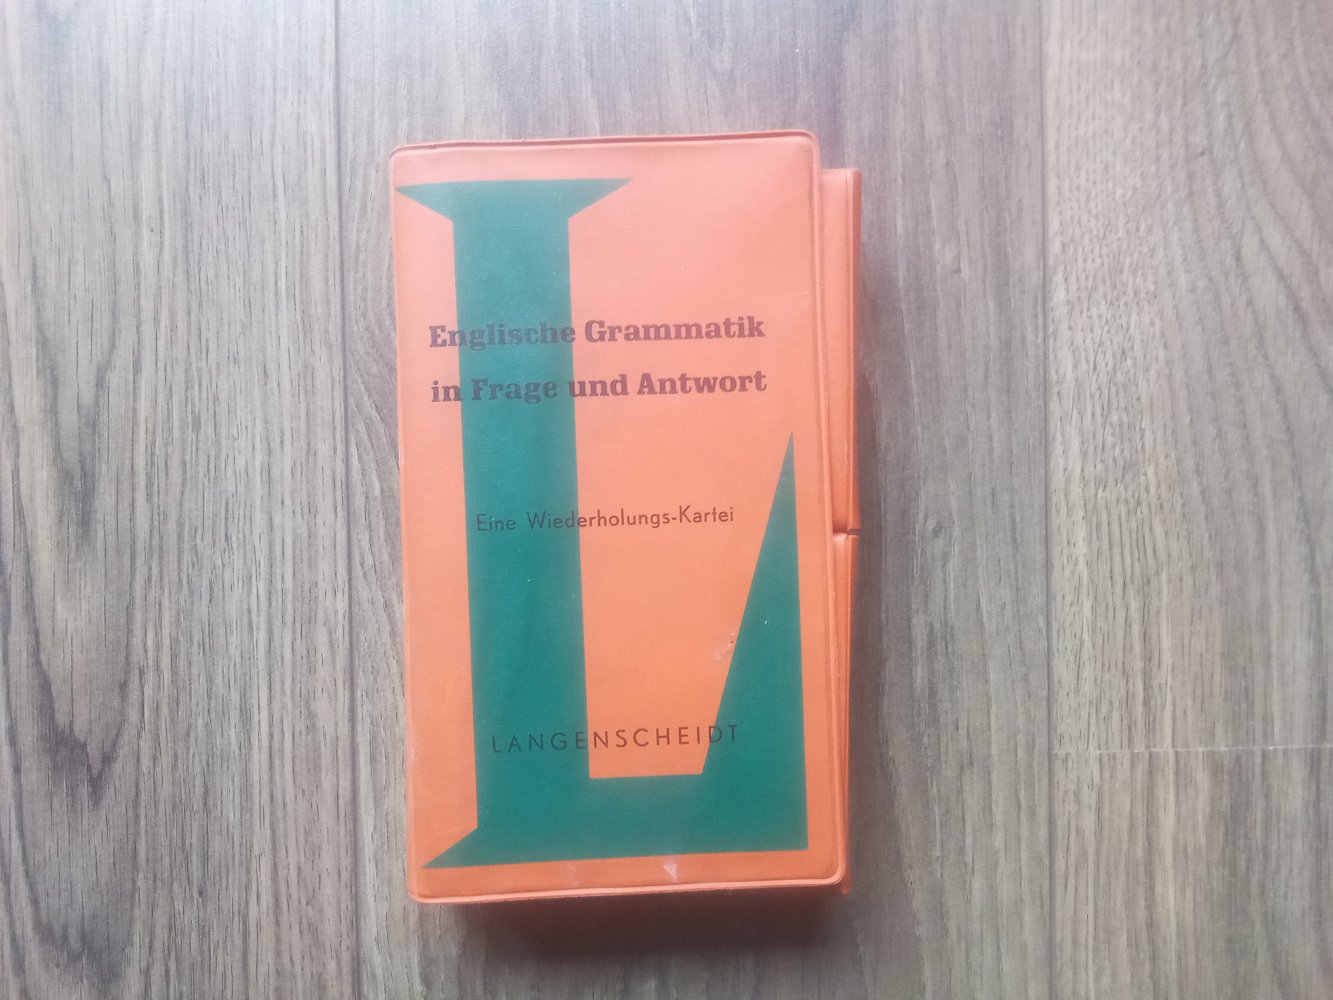 L
Englische Grammatik
in Frage und Antwort
Eine Wiederholungs-Kartei
LANGENSCHEIDT